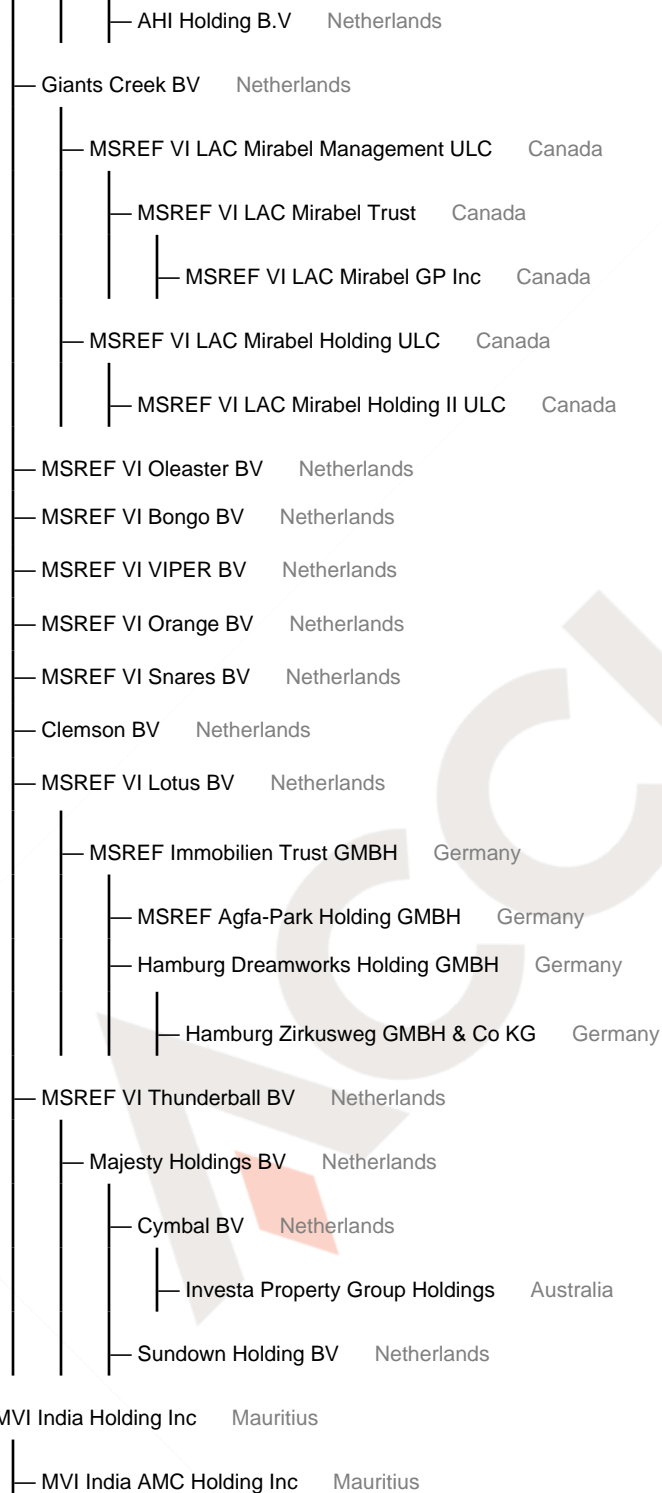 AHI Holding B.V Netherlands
Giants Creek BV Netherlands
MSREF VI LAC Mirabel Management ULC Canada
MSREF VI LAC Mirabel Trust Canada
MSREF VI LAC Mirabel GP Inc Canada
MSREF VI LAC Mirabel Holding ULC Canada
MSREF VI LAC Mirabel Holding II ULC Canada
MSREF VI Oleaster BV Netherlands
MSREF VI Bongo BV Netherlands
MSREF VI VIPER BV Netherlands
MSREF VI Orange BV Netherlands
MSREF VI Snares BV Netherlands
Clemson BV Netherlands
MSREF VI Lotus BV Netherlands
MSREF Immobilien Trust GMBH Germany
MSREF Agfa-Park Holding GMBH Germany
Hamburg Dreamworks Holding GMBH Germany
Hamburg Zirkusweg GMBH & Co KG Germany
MSREF VI Thunderball BV Netherlands
Majesty Holdings BV Netherlands
Cymbal BV Netherlands
Investa Property Group Holdings Australia
Sundown Holding BV Netherlands
MVI India Holding Inc Mauritius
MVI India AMC Holding Inc Mauritius